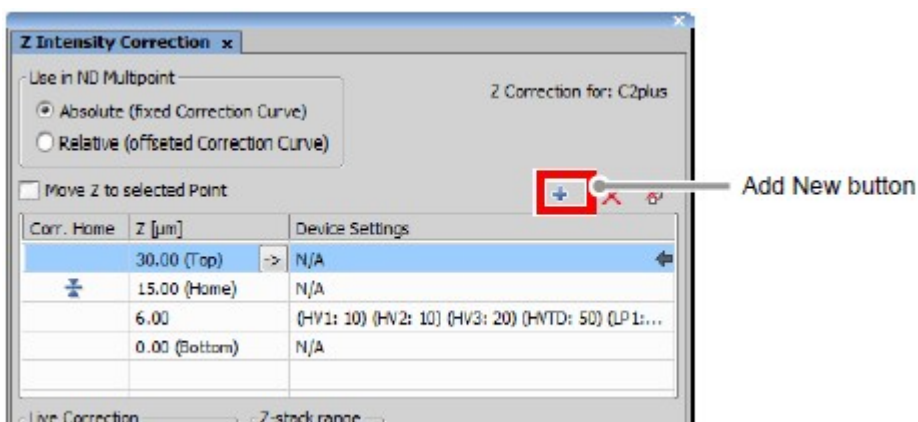 Z Intensity Correction x
Use in ND Multipoint
Z Correction for: C2plus
Absolute (fixed Correction Curve)
Relative (offseted Correction Curve)
Move Z to selected Point
Add New button
Corr. Home Z [µm] Device Settings
30.00 (Top) -> N/A
15.00 (Home) N/A
6.00 (HV1: 10) (HV2: 10) (HV3: 20) (HVTD: 50) (LP1:...
0.00 (Bottom) N/A
Live Correction Z-stack range